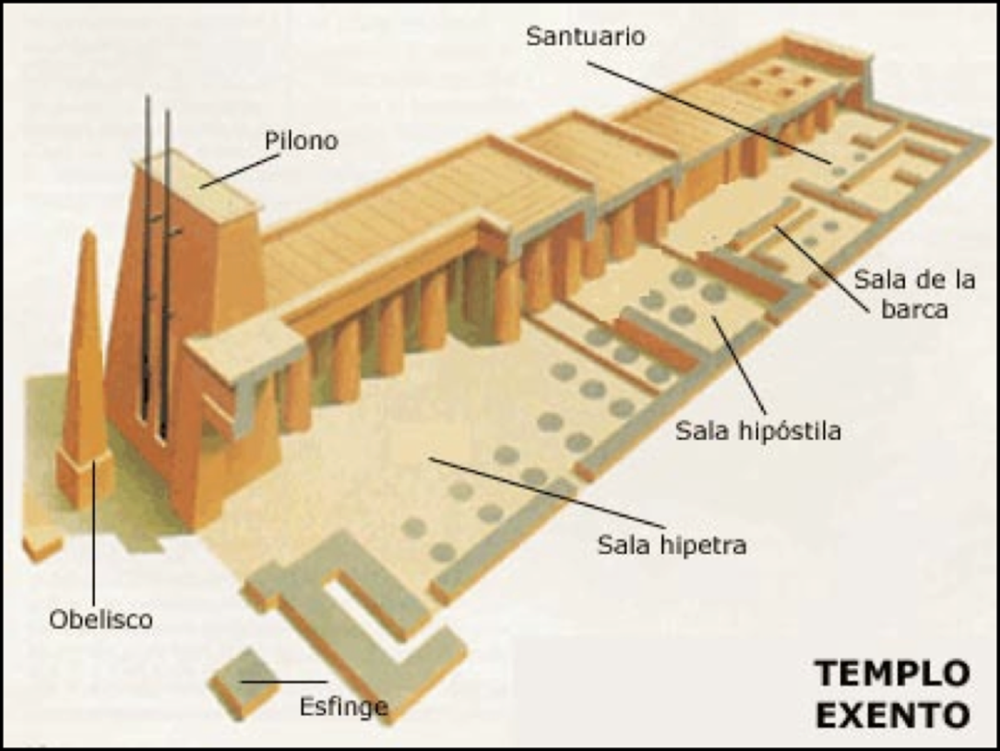 Santuario
Pilono
Sala de la
barca
Sala hipóstila
Sala hipetra
Obelisco
Esfinge
TEMPLO
EXENTO